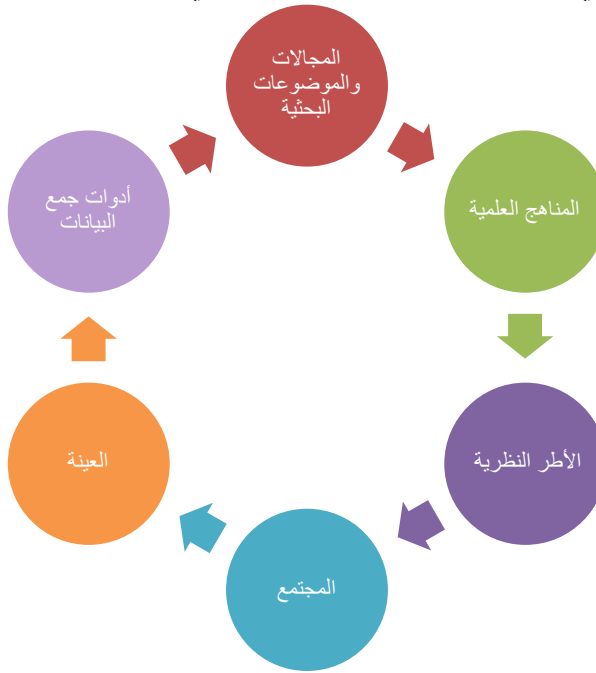 المجالات
والموضوعات
البحثية
المناهج العلمية
الأطر النظرية
المجتمع
العينة
أدوات جمع
البيانات